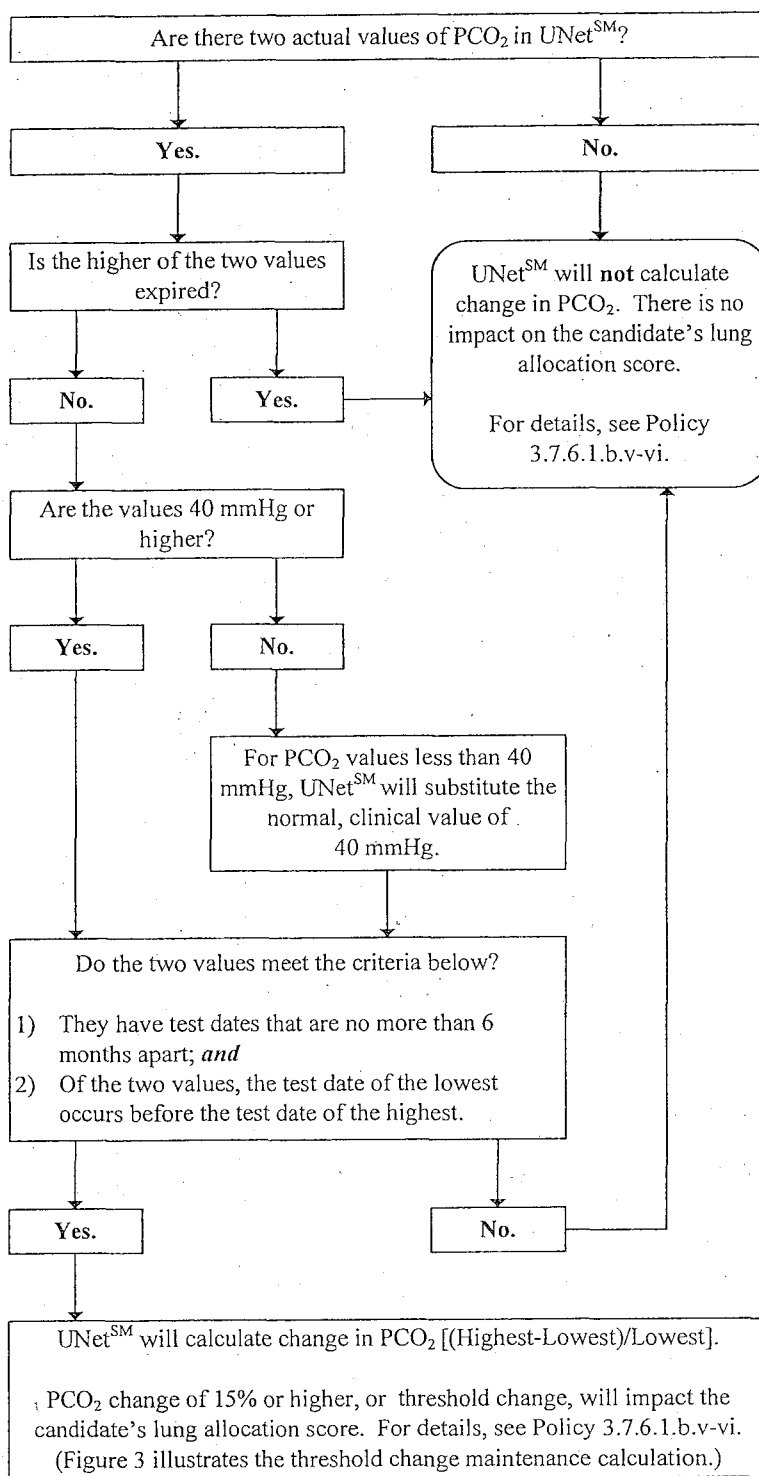 Are there two actual values of PCO₂ in UNet^SM?
Yes.
No.
Is the higher of the two values
expired?
UNet^SM will not calculate
change in PCO₂. There is no
impact on the candidate's lung
allocation score.
For details, see Policy
3.7.6.1.b.v-vi.
No.
Yes.
Are the values 40 mmHg or
higher?
Yes.
No.
For PCO₂ values less than 40
mmHg, UNet^SM will substitute the
normal, clinical value of
40 mmHg.
Do the two values meet the criteria below?
1) They have test dates that are no more than 6
months apart; and
2) Of the two values, the test date of the lowest
occurs before the test date of the highest.
Yes.
No.
UNet^SM will calculate change in PCO₂ [(Highest-Lowest)/Lowest].
PCO₂ change of 15% or higher, or threshold change, will impact the
candidate's lung allocation score. For details, see Policy 3.7.6.1.b.v-vi.
(Figure 3 illustrates the threshold change maintenance calculation.)